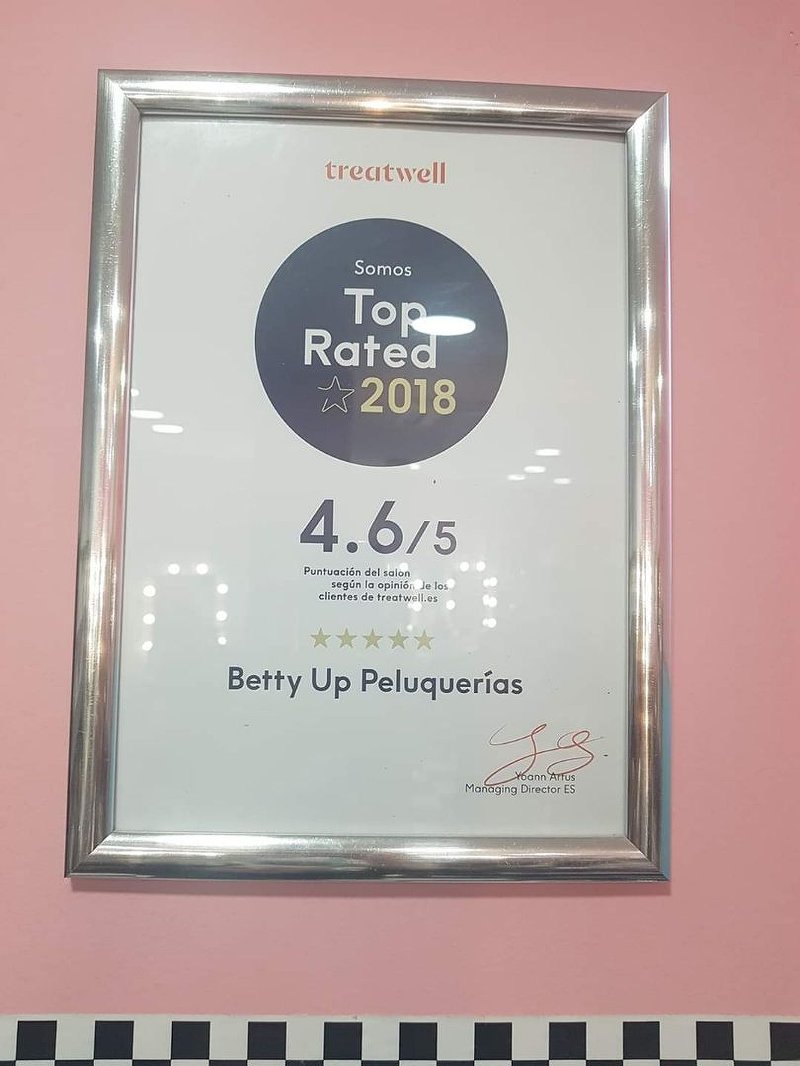 treatwell
Somos
Top
Rated
2018
4.6/5
Puntuación del salon
según la opinión de los
clientes de treatwell.es
Betty Up Peluquerías
Yoann Artus
Managing Director ES